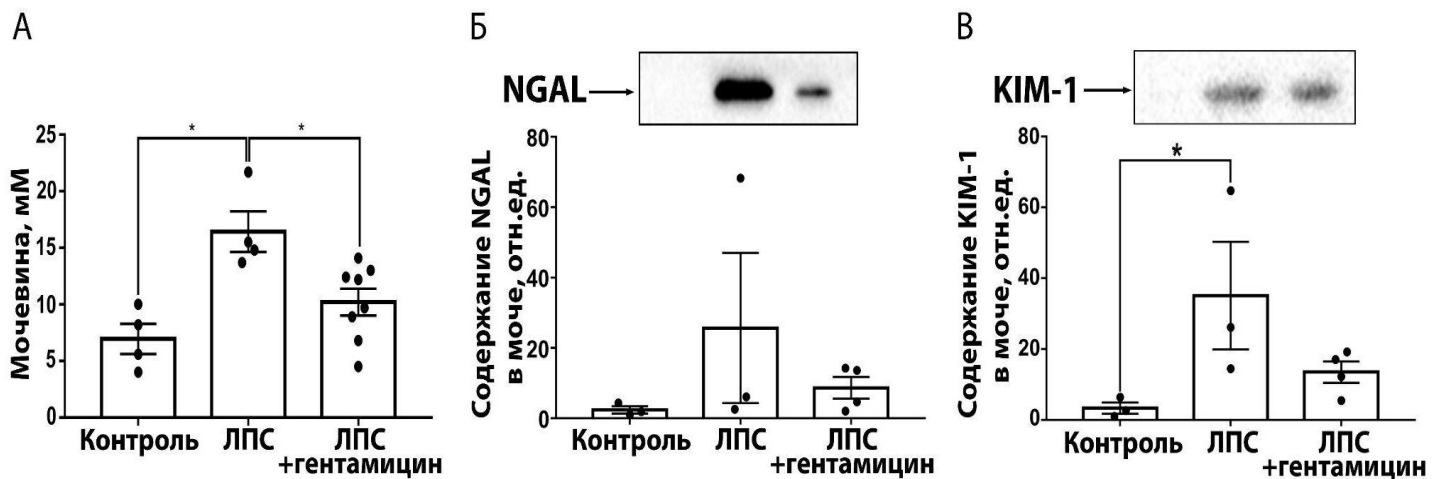 А
Мочевина, мМ
25
20
15
10
5
0
*
*
Контроль
ЛПС
ЛПС
+гентамицин
Б
NGAL
Содержание NGAL
в моче, отн.ед.
80
60
40
20
0
Контроль
ЛПС
ЛПС
+гентамицин
В
KIM-1
Содержание KIM-1
в моче, отн.ед.
80
60
40
20
0
*
Контроль
ЛПС
ЛПС
+гентамицин